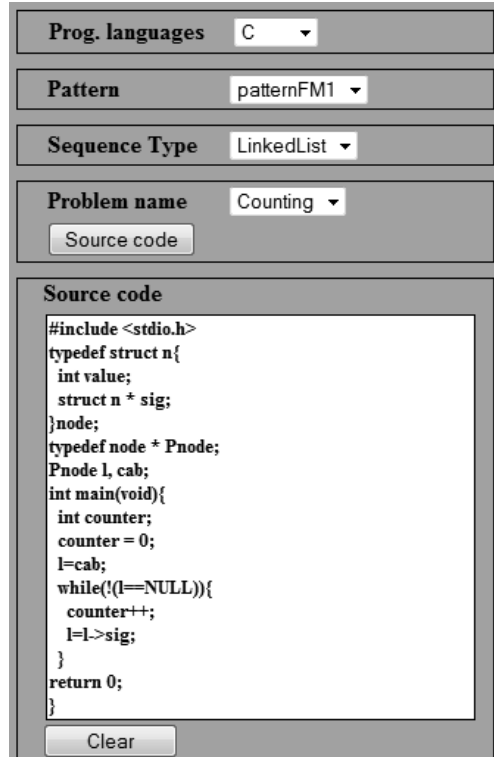 Prog. languages C
Pattern patternFM1
Sequence Type LinkedList
Problem name Counting
Source code
Source code
#include <stdio.h>
typedef struct n{
  int value;
  struct n * sig;
}node;
typedef node * Pnode;
Pnode l, cab;
int main(void){
  int counter;
  counter = 0;
  l=cab;
  while(!(l==NULL)){
    counter++;
    l=l->sig;
  }
return 0;
}
Clear